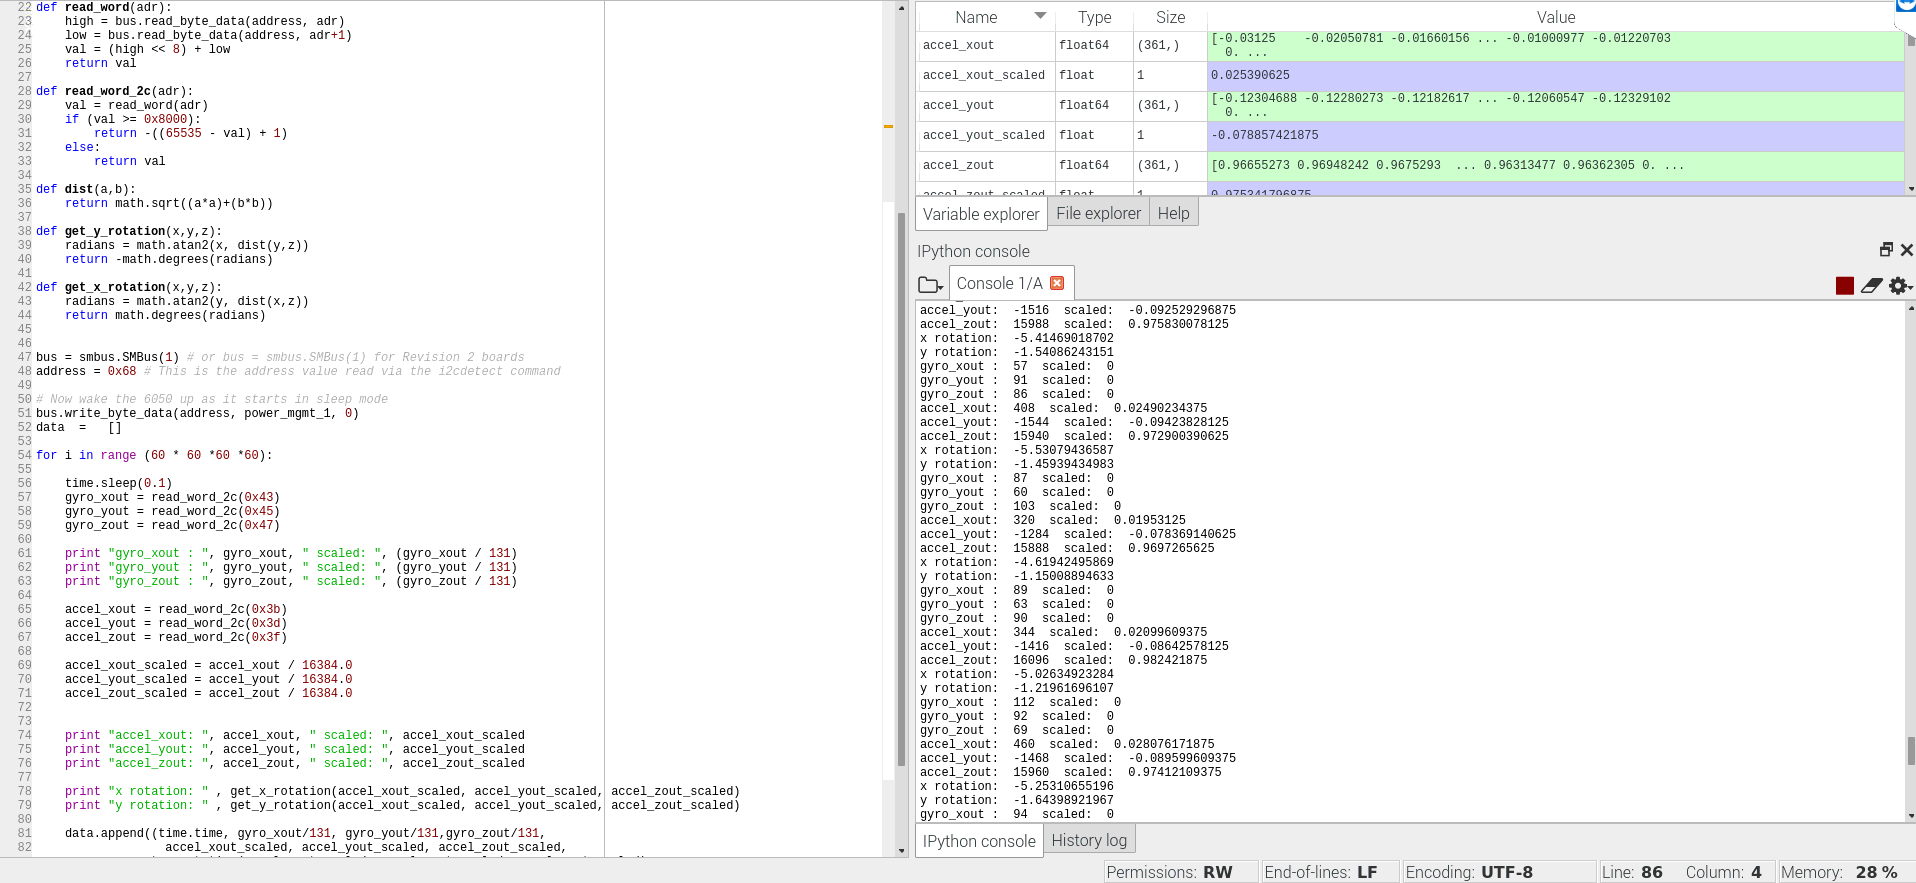 22 def read_word(adr):
23     high = bus.read_byte_data(address, adr)
24     low = bus.read_byte_data(address, adr+1)
25     val = (high << 8) + low
26     return val
27
28 def read_word_2c(adr):
29     val = read_word(adr)
30     if (val >= 0x8000):
31         return -((65535 - val) + 1)
32     else:
33         return val
34
35 def dist(a,b):
36     return math.sqrt((a*a)+(b*b))
37
38 def get_y_rotation(x,y,z):
39     radians = math.atan2(x, dist(y,z))
40     return -math.degrees(radians)
41
42 def get_x_rotation(x,y,z):
43     radians = math.atan2(y, dist(x,z))
44     return math.degrees(radians)
45
46
47 bus = smbus.SMBus(1) # or bus = smbus.SMBus(1) for Revision 2 boards
48 address = 0x68 # This is the address value read via the i2cdetect command
49
50 # Now wake the 6050 up as it starts in sleep mode
51 bus.write_byte_data(address, power_mgmt_1, 0)
52 data  =   []
53
54 for i in range (60 * 60 *60 *60):
55
56     time.sleep(0.1)
57     gyro_xout = read_word_2c(0x43)
58     gyro_yout = read_word_2c(0x45)
59     gyro_zout = read_word_2c(0x47)
60
61     print "gyro_xout : ", gyro_xout, " scaled: ", (gyro_xout / 131)
62     print "gyro_yout : ", gyro_yout, " scaled: ", (gyro_yout / 131)
63     print "gyro_zout : ", gyro_zout, " scaled: ", (gyro_zout / 131)
64
65     accel_xout = read_word_2c(0x3b)
66     accel_yout = read_word_2c(0x3d)
67     accel_zout = read_word_2c(0x3f)
68
69     accel_xout_scaled = accel_xout / 16384.0
70     accel_yout_scaled = accel_yout / 16384.0
71     accel_zout_scaled = accel_zout / 16384.0
72
73
74     print "accel_xout: ", accel_xout, " scaled: ", accel_xout_scaled
75     print "accel_yout: ", accel_yout, " scaled: ", accel_yout_scaled
76     print "accel_zout: ", accel_zout, " scaled: ", accel_zout_scaled
77
78     print "x rotation: " , get_x_rotation(accel_xout_scaled, accel_yout_scaled, accel_zout_scaled)
79     print "y rotation: " , get_y_rotation(accel_xout_scaled, accel_yout_scaled, accel_zout_scaled)
80
81     data.append((time.time, gyro_xout/131, gyro_yout/131,gyro_zout/131,
82                   accel_xout_scaled, accel_yout_scaled, accel_zout_scaled,
Name Type Size Value
accel_xout float64 (361,) [-0.03125    -0.02050781 -0.01660156 ... -0.01000977 -0.01220703
0. ...
accel_xout_scaled float 1 0.025390625
accel_yout float64 (361,) [-0.12304688 -0.12280273 -0.12182617 ... -0.12060547 -0.12329102
0. ...
accel_yout_scaled float 1 -0.078857421875
accel_zout float64 (361,) [0.96655273 0.96948242 0.9675293  ... 0.96313477 0.96362305 0. ...
accel_zout_scaled float 1 0.975341796875
Variable explorer File explorer Help
IPython console
Console 1/A
accel_yout:  -1516  scaled:  -0.092529296875
accel_zout:  15988  scaled:  0.975830078125
x rotation:  -5.41469018702
y rotation:  -1.54086243151
gyro_xout :  57  scaled:  0
gyro_yout :  91  scaled:  0
gyro_zout :  86  scaled:  0
accel_xout:  408  scaled:  0.02490234375
accel_yout:  -1544  scaled:  -0.09423828125
accel_zout:  15940  scaled:  0.972900390625
x rotation:  -5.53079436587
y rotation:  -1.45939434983
gyro_xout :  87  scaled:  0
gyro_yout :  60  scaled:  0
gyro_zout :  103  scaled:  0
accel_xout:  320  scaled:  0.01953125
accel_yout:  -1284  scaled:  -0.078369140625
accel_zout:  15888  scaled:  0.9697265625
x rotation:  -4.61942495869
y rotation:  -1.15008894633
gyro_xout :  89  scaled:  0
gyro_yout :  63  scaled:  0
gyro_zout :  90  scaled:  0
accel_xout:  344  scaled:  0.02099609375
accel_yout:  -1416  scaled:  -0.08642578125
accel_zout:  16096  scaled:  0.982421875
x rotation:  -5.02634923284
y rotation:  -1.21961696107
gyro_xout :  112  scaled:  0
gyro_yout :  92  scaled:  0
gyro_zout :  69  scaled:  0
accel_xout:  460  scaled:  0.028076171875
accel_yout:  -1468  scaled:  -0.089599609375
accel_zout:  15960  scaled:  0.97412109375
x rotation:  -5.25310655196
y rotation:  -1.64398921967
gyro_xout :  94  scaled:  0
IPython console History log
Permissions: RW End-of-lines: LF Encoding: UTF-8 Line: 86 Column: 4 Memory: 28 %